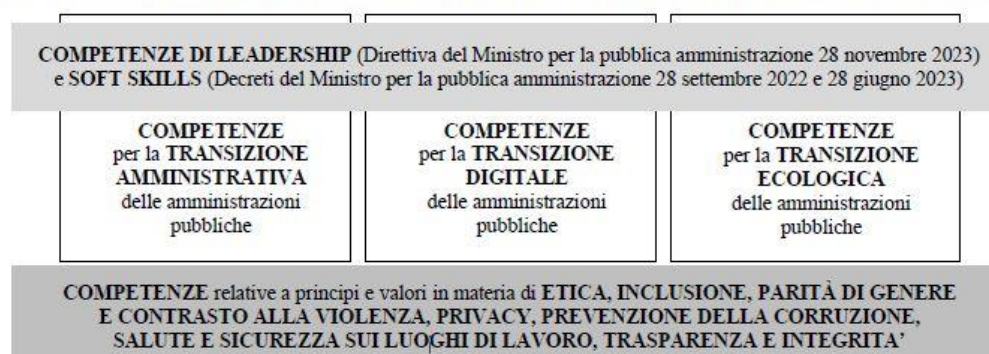 COMPETENZE DI LEADERSHIP (Direttiva del Ministro per la pubblica amministrazione 28 novembre 2023)
e SOFT SKILLS (Decreti del Ministro per la pubblica amministrazione 28 settembre 2022 e 28 giugno 2023)
COMPETENZE
per la TRANSIZIONE
AMMINISTRATIVA
delle amministrazioni
pubbliche
COMPETENZE
per la TRANSIZIONE
DIGITALE
delle amministrazioni
pubbliche
COMPETENZE
per la TRANSIZIONE
ECOLOGICA
delle amministrazioni
pubbliche
COMPETENZE relative a principi e valori in materia di ETICA, INCLUSIONE, PARITÀ DI GENERE
E CONTRASTO ALLA VIOLENZA, PRIVACY, PREVENZIONE DELLA CORRUZIONE,
SALUTE E SICUREZZA SUI LUOGHI DI LAVORO, TRASPARENZA E INTEGRITA’